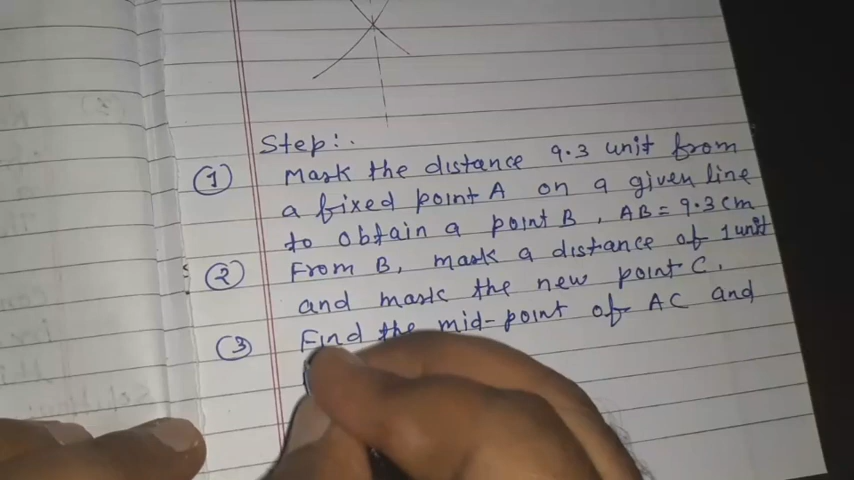 Step:.
① Mark the distance 9.3 unit from
a fixed point A on a given line
to obtain a point B, AB = 9.3 cm
② From B, mark a distance of 1 unit
and mark the new point C.
③ Find the mid-point of AC and